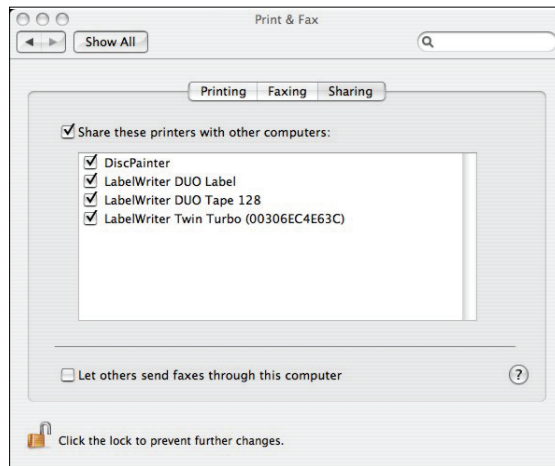 Print & Fax
Show All
Printing Faxing Sharing
Share these printers with other computers:
DiscPainter
LabelWriter DUO Label
LabelWriter DUO Tape 128
LabelWriter Twin Turbo (00306EC4E63C)
Let others send faxes through this computer ?
Click the lock to prevent further changes.